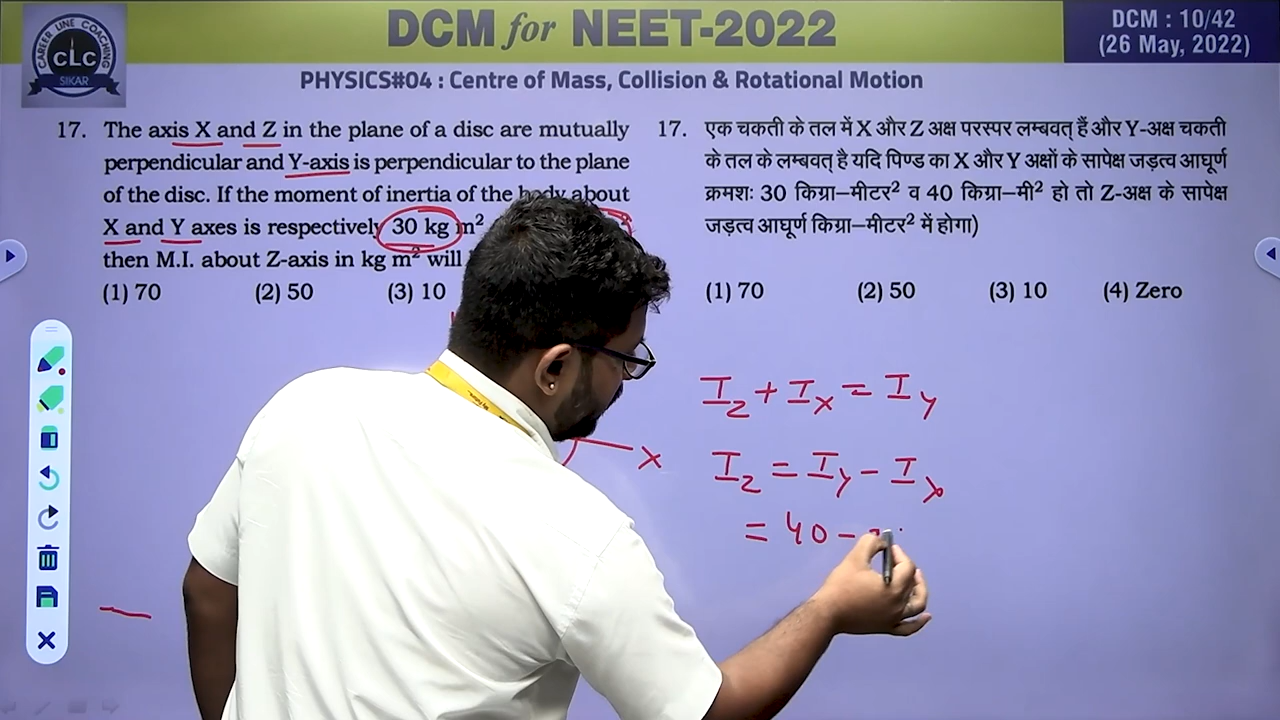 DCM for NEET-2022
DCM : 10/42
(26 May, 2022)
CAREER LINE COACHING
CLC
SIKAR
PHYSICS#04 : Centre of Mass, Collision & Rotational Motion
17. The axis X and Z in the plane of a disc are mutually
perpendicular and Y-axis is perpendicular to the plane
of the disc. If the moment of inertia of the body about
X and Y axes is respectively 30 kg m²
then M.I. about Z-axis in kg m² will
(1) 70 (2) 50 (3) 10
17. एक चकती के तल में X और Z अक्ष परस्पर लम्बवत् हैं और Y-अक्ष चकती
के तल के लम्बवत् है यदि पिण्ड का X और Y अक्षों के सापेक्ष जड़त्व आघूर्ण
क्रमशः 30 किग्रा–मीटर² व 40 किग्रा–मी² हो तो Z-अक्ष के सापेक्ष
जड़त्व आघूर्ण किग्रा–मीटर² में होगा)
(1) 70 (2) 50 (3) 10 (4) Zero
I_Z + I_X = I_Y
I_Z = I_Y - I_X
= 40 -
X